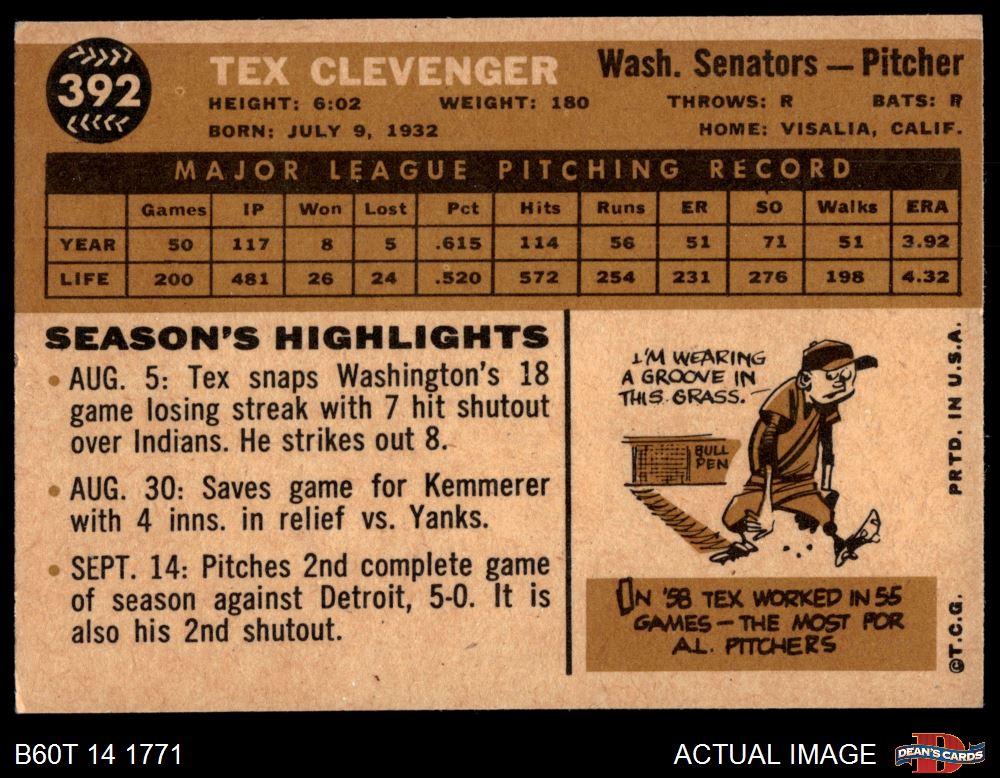 392
TEX CLEVENGER
Wash. Senators — Pitcher
HEIGHT: 6:02 WEIGHT: 180 THROWS: R BATS: R
BORN: JULY 9, 1932 HOME: VISALIA, CALIF.
MAJOR LEAGUE PITCHING RECORD
Games IP Won Lost Pct Hits Runs ER SO Walks ERA
YEAR 50 117 8 5 .615 114 56 51 71 51 3.92
LIFE 200 481 26 24 .520 572 254 231 276 198 4.32
SEASON'S HIGHLIGHTS
• AUG. 5: Tex snaps Washington's 18
game losing streak with 7 hit shutout
over Indians. He strikes out 8.
• AUG. 30: Saves game for Kemmerer
with 4 inns. in relief vs. Yanks.
• SEPT. 14: Pitches 2nd complete game
of season against Detroit, 5-0. It is
also his 2nd shutout.
I'M WEARING
A GROOVE IN
THIS GRASS.
BULL
PEN
IN '58 TEX WORKED IN 55
GAMES — THE MOST FOR
A.L. PITCHERS
©T.C.G. PRTD. IN U.S.A.
B60T 14 1771
ACTUAL IMAGE
DEAN'S CARDS